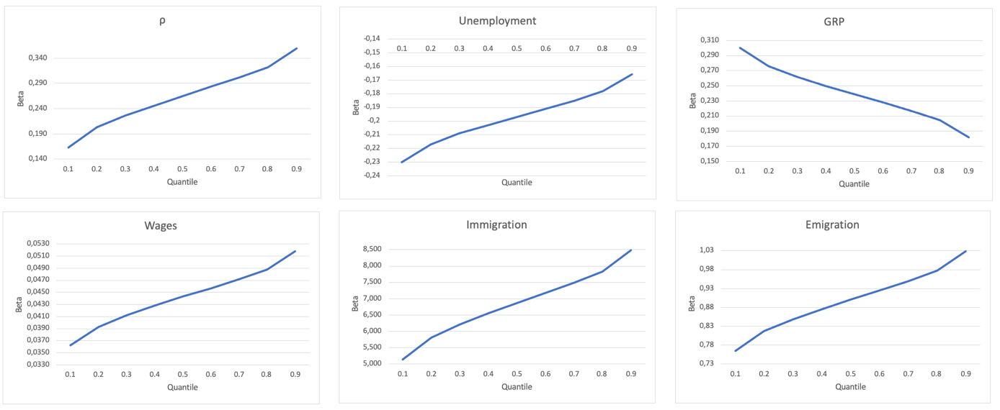 ρ
0,340
0,290
0,240
0,190
0,140
Beta
0.1 0.2 0.3 0.4 0.5 0.6 0.7 0.8 0.9
Quantile
Unemployment
-0,14
-0,15
-0,16
-0,17
-0,18
-0,19
-0,2
-0,21
-0,22
-0,23
-0,24
Beta
0.1 0.2 0.3 0.4 0.5 0.6 0.7 0.8 0.9
Quantile
GRP
0,310
0,290
0,270
0,250
0,230
0,210
0,190
0,170
0,150
Beta
0.1 0.2 0.3 0.4 0.5 0.6 0.7 0.8 0.9
Quantile
Wages
0,0530
0,0510
0,0490
0,0470
0,0450
0,0430
0,0410
0,0390
0,0370
0,0350
0,0330
Beta
0.1 0.2 0.3 0.4 0.5 0.6 0.7 0.8 0.9
Quantile
Immigration
8,500
8,000
7,500
7,000
6,500
6,000
5,500
5,000
Beta
0.1 0.2 0.3 0.4 0.5 0.6 0.7 0.8 0.9
Quantile
Emigration
1,03
0,98
0,93
0,88
0,83
0,78
0,73
Beta
0.1 0.2 0.3 0.4 0.5 0.6 0.7 0.8 0.9
Quantile